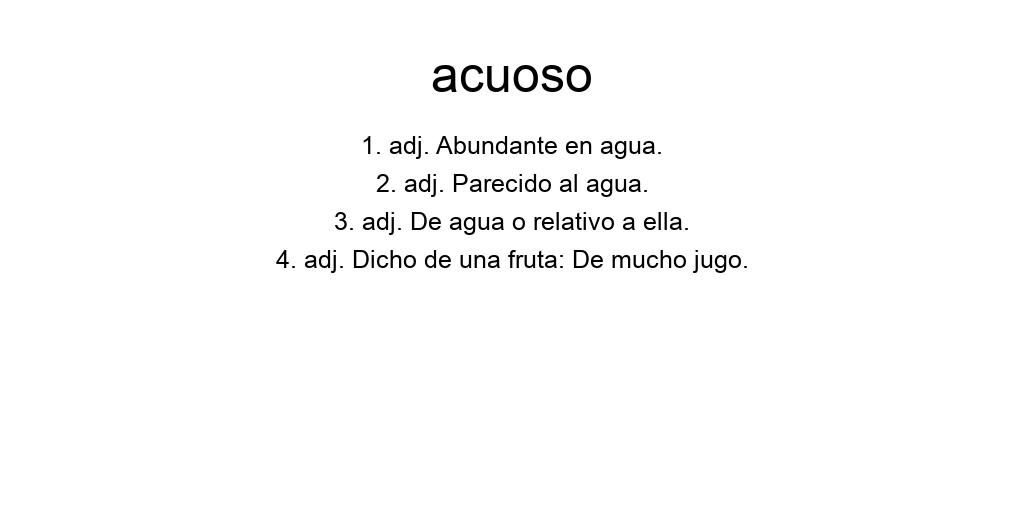 acuoso
1. adj. Abundante en agua.
2. adj. Parecido al agua.
3. adj. De agua o relativo a ella.
4. adj. Dicho de una fruta: De mucho jugo.